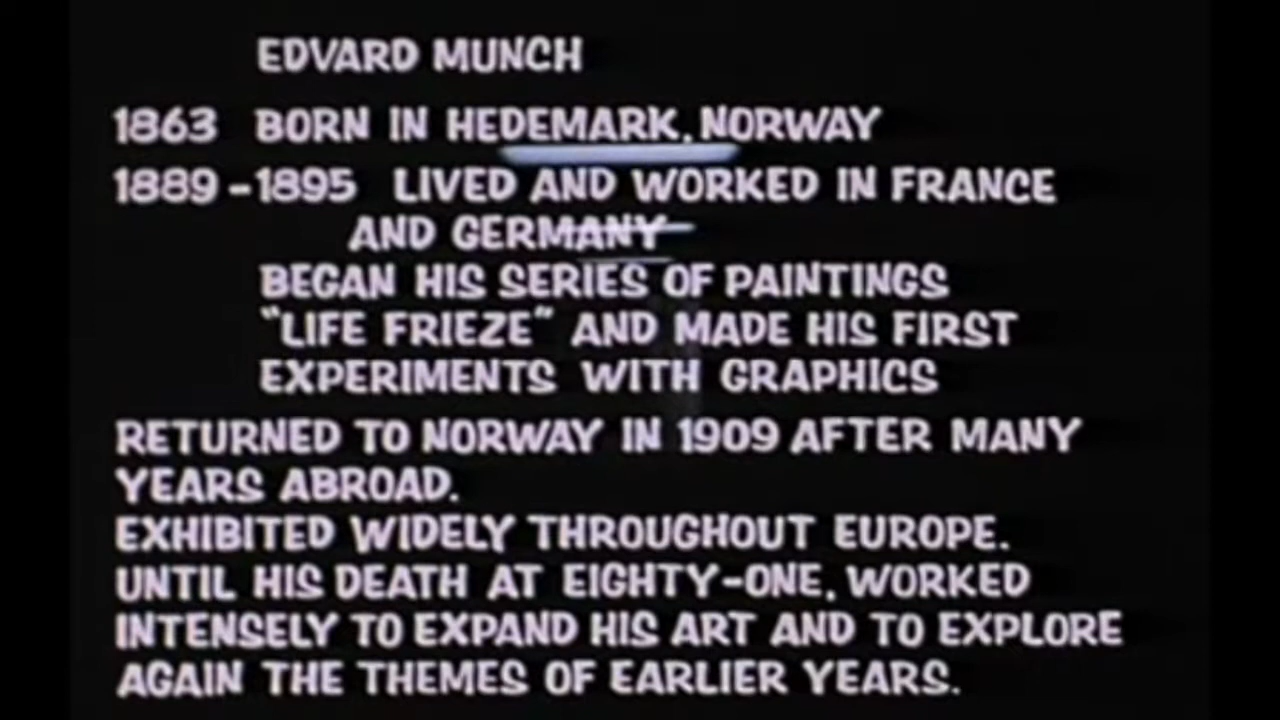 EDVARD MUNCH
1863 BORN IN HEDEMARK, NORWAY
1889-1895 LIVED AND WORKED IN FRANCE
AND GERMANY
BEGAN HIS SERIES OF PAINTINGS
"LIFE FRIEZE" AND MADE HIS FIRST
EXPERIMENTS WITH GRAPHICS
RETURNED TO NORWAY IN 1909 AFTER MANY
YEARS ABROAD.
EXHIBITED WIDELY THROUGHOUT EUROPE.
UNTIL HIS DEATH AT EIGHTY-ONE, WORKED
INTENSELY TO EXPAND HIS ART AND TO EXPLORE
AGAIN THE THEMES OF EARLIER YEARS.